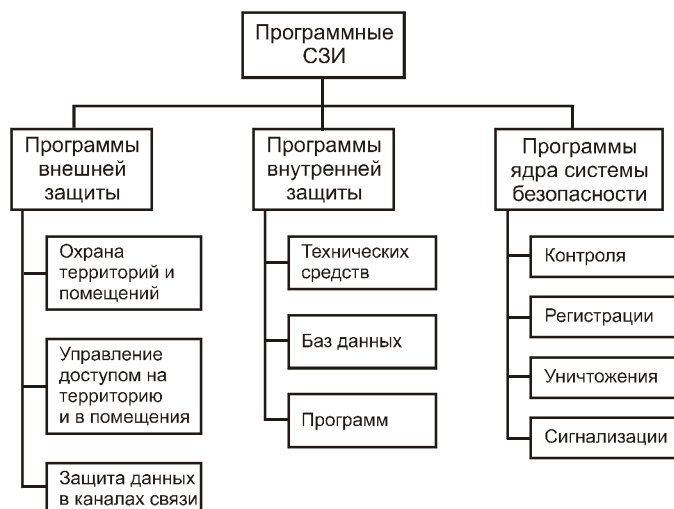 Программные
СЗИ
Программы
внешней
защиты
Охрана
территорий и
помещений
Управление
доступом на
территорию
и в помещения
Защита данных
в каналах связи
Программы
внутренней
защиты
Технических
средств
Баз данных
Программ
Программы
ядра системы
безопасности
Контроля
Регистрации
Уничтожения
Сигнализации